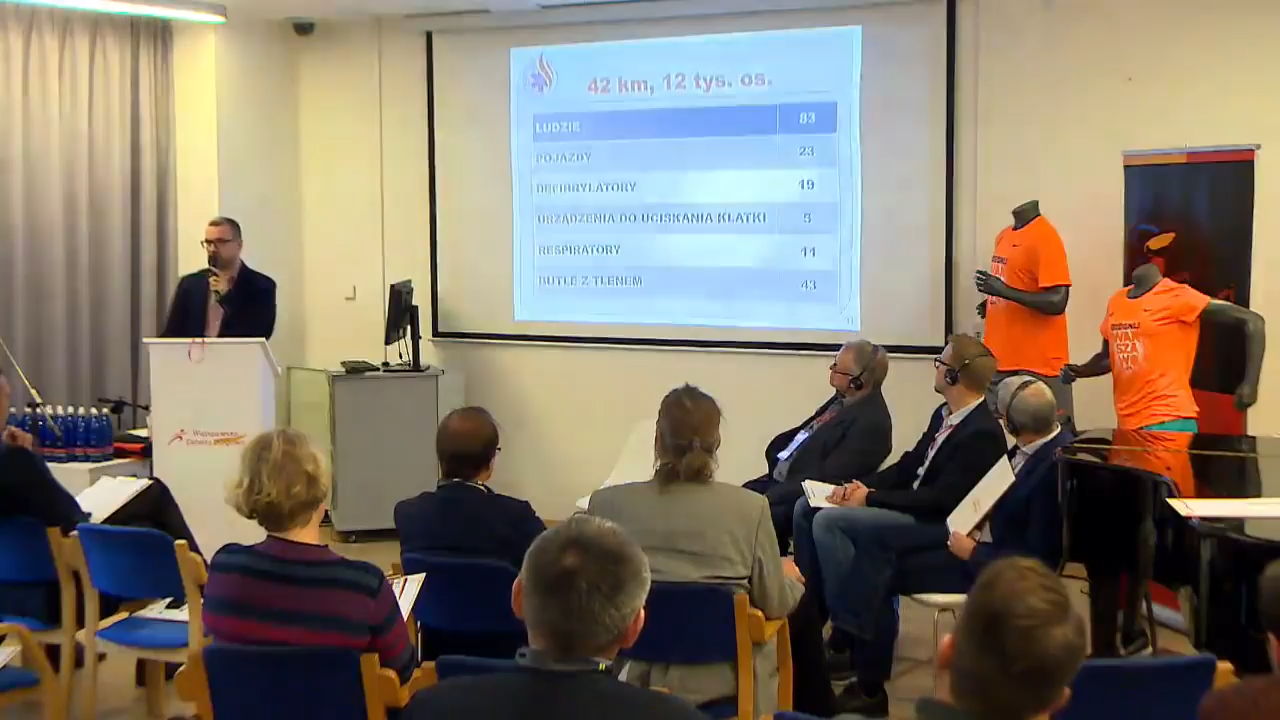 42 km, 12 tys. os.
LUDZIE 83
POJAZDY 23
DEFIBRYLATORY 19
URZĄDZENIA DO UCISKANIA KLATKI 5
RESPIRATORY 11
BUTLE Z TLENEM 43